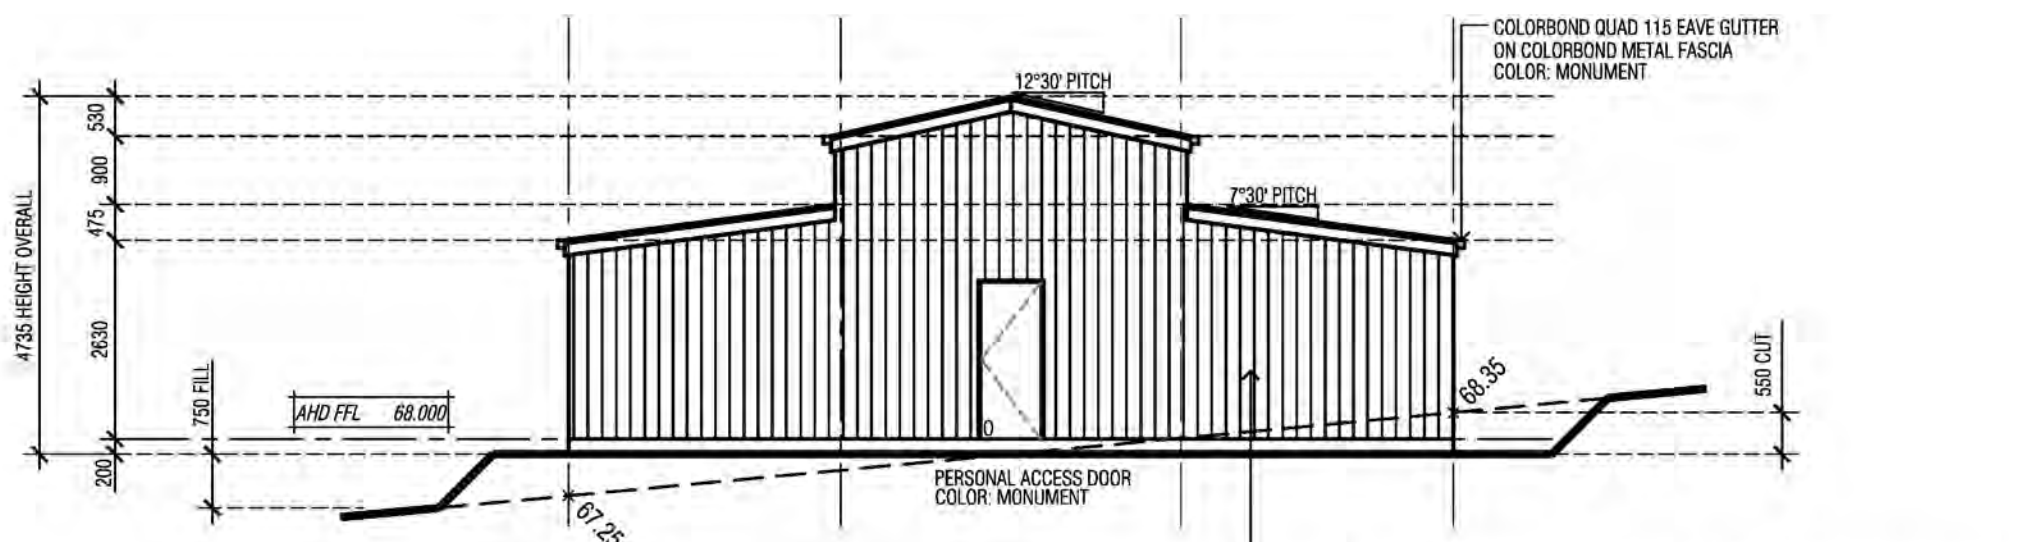 COLORBOND QUAD 115 EAVE GUTTER
ON COLORBOND METAL FASCIA
COLOR: MONUMENT
12°30' PITCH
7°30' PITCH
4735 HEIGHT OVERALL
530
900
475
2630
200
750 FILL
AHD FFL 68.000
68.35
550 CUT
0
PERSONAL ACCESS DOOR
COLOR: MONUMENT
67.25